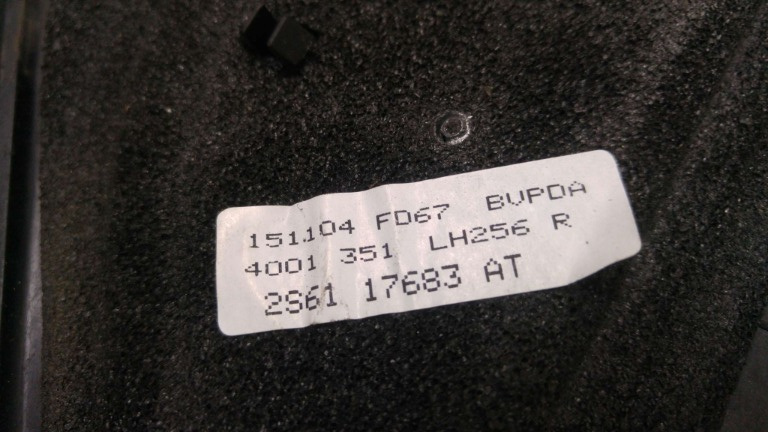 151104 FD67 BVPDA
4001 351 LH256 R
2S61 17683 AT